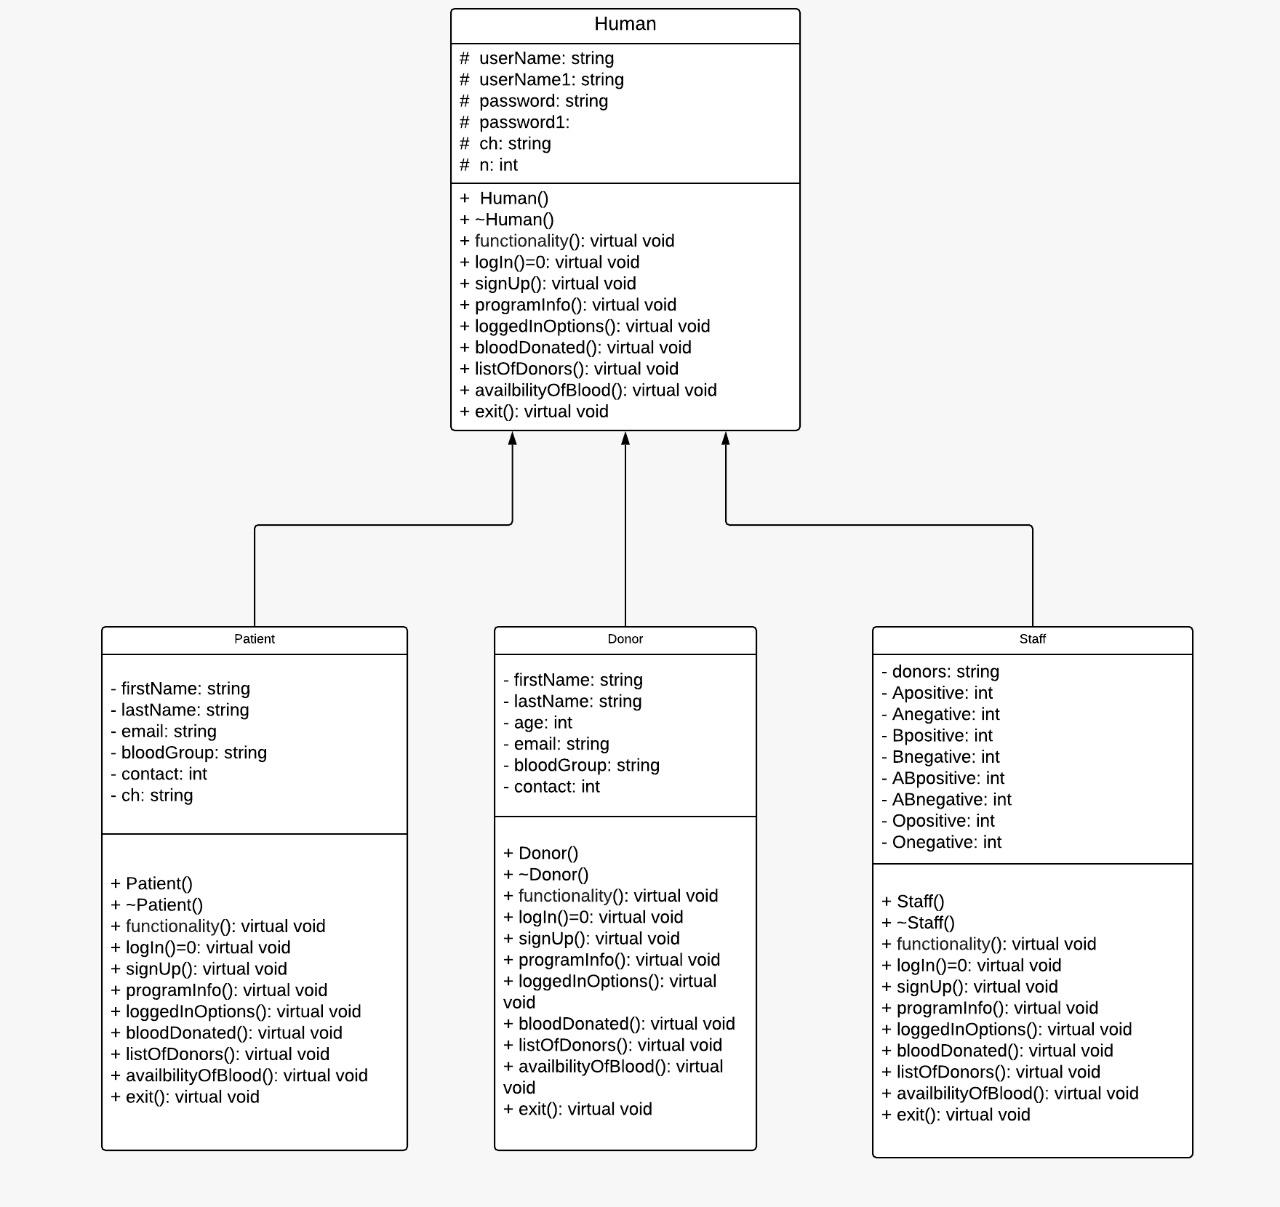 Human
# userName: string
# userName1: string
# password: string
# password1:
# ch: string
# n: int
+ Human()
+ ~Human()
+ functionality(): virtual void
+ logIn()=0: virtual void
+ signUp(): virtual void
+ programInfo(): virtual void
+ loggedInOptions(): virtual void
+ bloodDonated(): virtual void
+ listOfDonors(): virtual void
+ availbilityOfBlood(): virtual void
+ exit(): virtual void
Patient
- firstName: string
- lastName: string
- email: string
- bloodGroup: string
- contact: int
- ch: string
+ Patient()
+ ~Patient()
+ functionality(): virtual void
+ logIn()=0: virtual void
+ signUp(): virtual void
+ programInfo(): virtual void
+ loggedInOptions(): virtual void
+ bloodDonated(): virtual void
+ listOfDonors(): virtual void
+ availbilityOfBlood(): virtual void
+ exit(): virtual void
Donor
- firstName: string
- lastName: string
- age: int
- email: string
- bloodGroup: string
- contact: int
+ Donor()
+ ~Donor()
+ functionality(): virtual void
+ logIn()=0: virtual void
+ signUp(): virtual void
+ programInfo(): virtual void
+ loggedInOptions(): virtual
void
+ bloodDonated(): virtual void
+ listOfDonors(): virtual void
+ availbilityOfBlood(): virtual
void
+ exit(): virtual void
Staff
- donors: string
- Apositive: int
- Anegative: int
- Bpositive: int
- Bnegative: int
- ABpositive: int
- ABnegative: int
- Opositive: int
- Onegative: int
+ Staff()
+ ~Staff()
+ functionality(): virtual void
+ logIn()=0: virtual void
+ signUp(): virtual void
+ programInfo(): virtual void
+ loggedInOptions(): virtual void
+ bloodDonated(): virtual void
+ listOfDonors(): virtual void
+ availbilityOfBlood(): virtual void
+ exit(): virtual void